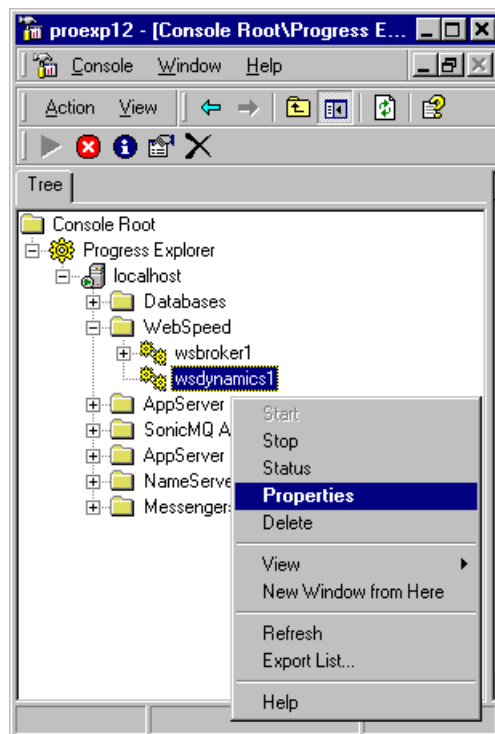 proexp12 - [Console Root\Progress E...
Console Window Help
Action View
Tree
Console Root
Progress Explorer
localhost
Databases
WebSpeed
wsbroker1
wsdynamics1
AppServer
SonicMQ A
AppServer
NameServe
Messenger
Start
Stop
Status
Properties
Delete
View
New Window from Here
Refresh
Export List...
Help